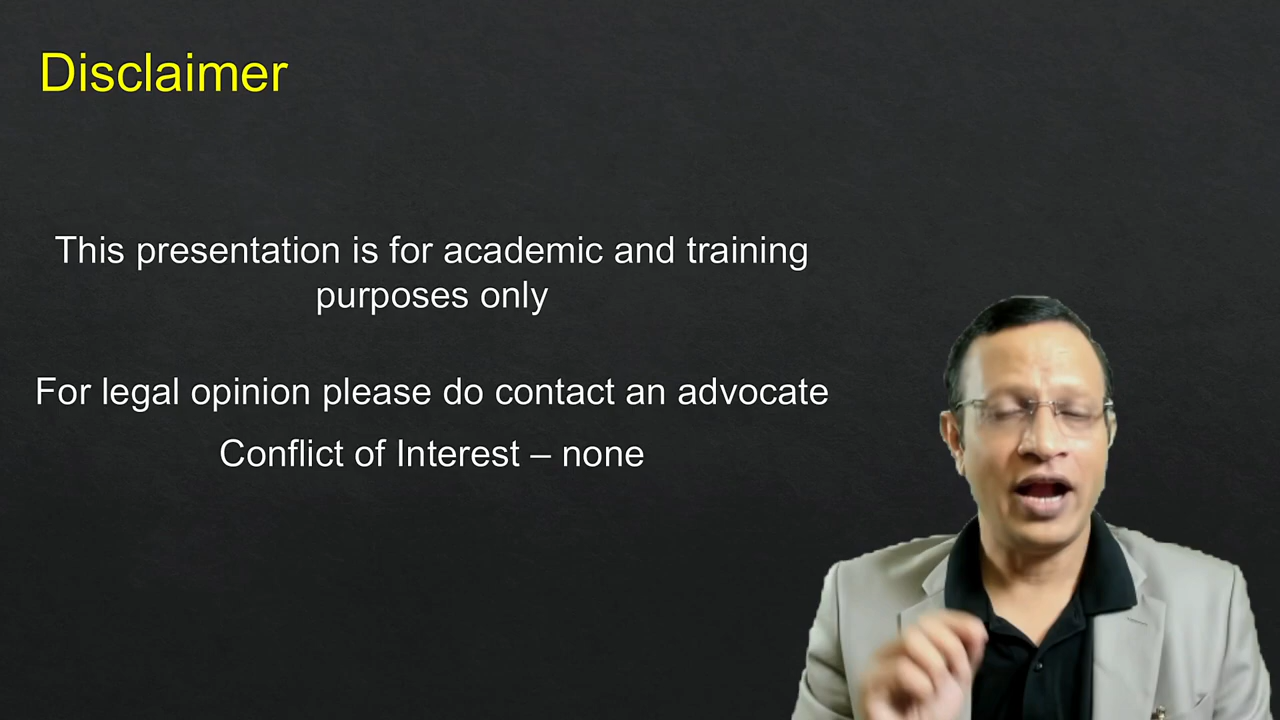 Disclaimer
This presentation is for academic and training
purposes only
For legal opinion please do contact an advocate
Conflict of Interest – none